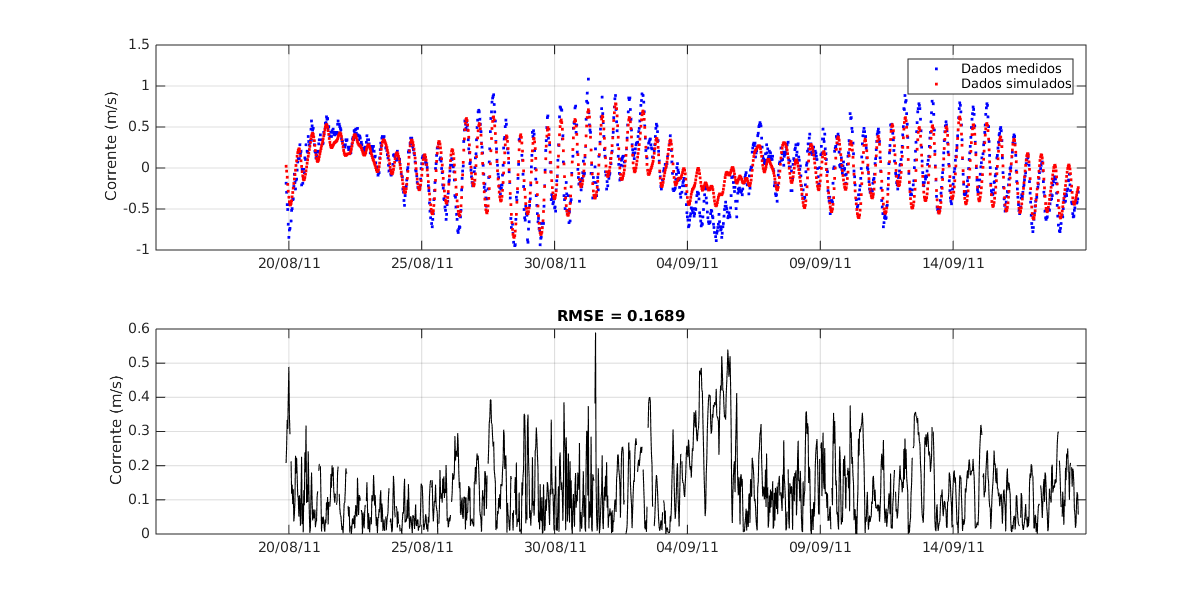 1.5
1
0.5
0
-0.5
-1
Corrente (m/s)
Dados medidos
Dados simulados
20/08/11 25/08/11 30/08/11 04/09/11 09/09/11 14/09/11
RMSE = 0.1689
0.6
0.5
0.4
0.3
0.2
0.1
0
Corrente (m/s)
20/08/11 25/08/11 30/08/11 04/09/11 09/09/11 14/09/11